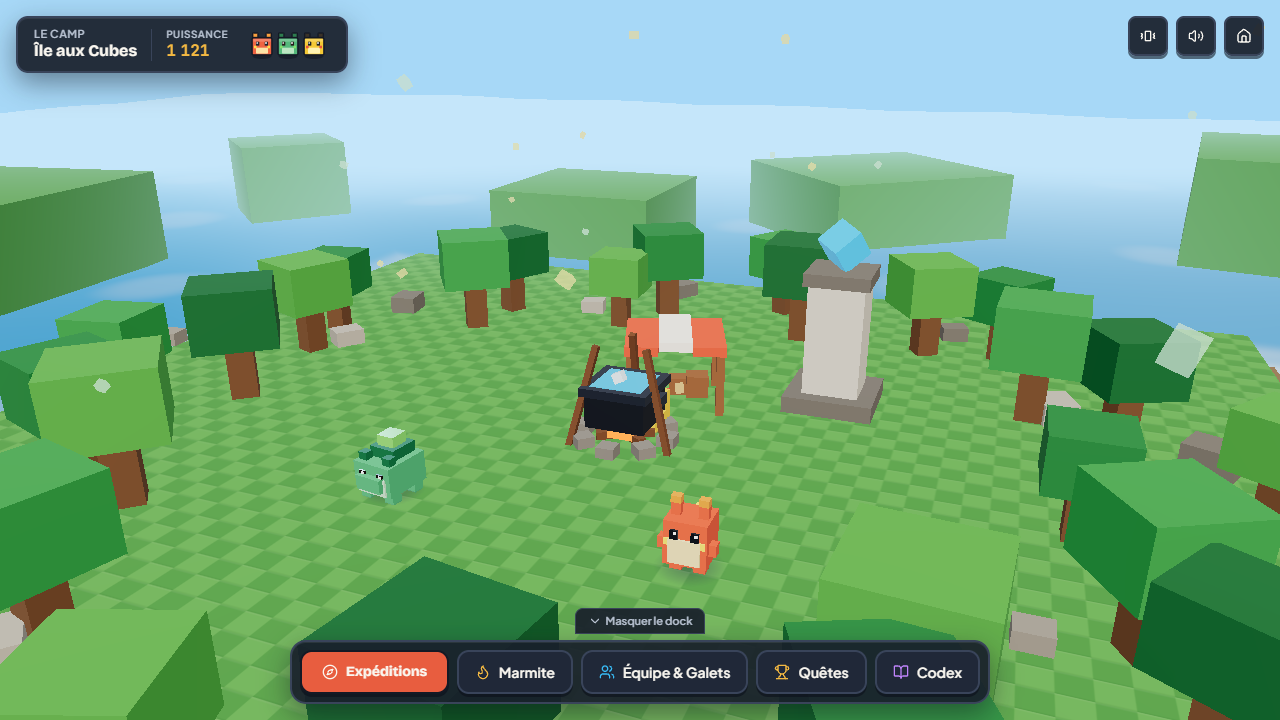 LE CAMP
Île aux Cubes
PUISSANCE
1 121
Masquer le dock
Expéditions
Marmite
Équipe & Galets
Quêtes
Codex